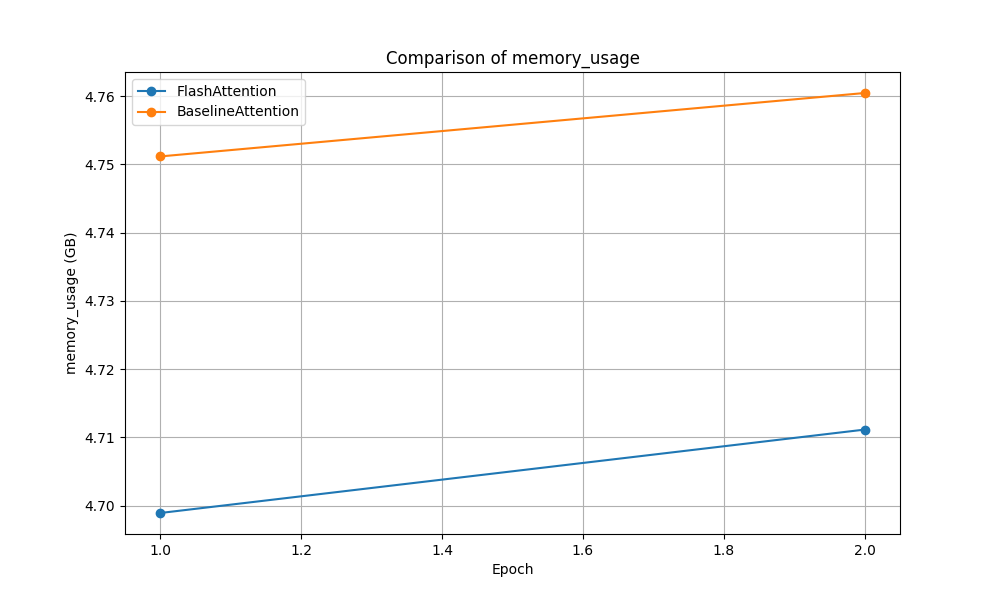 Comparison of memory_usage
FlashAttention
BaselineAttention
memory_usage (GB)
4.76
4.75
4.74
4.73
4.72
4.71
4.70
1.0 1.2 1.4 1.6 1.8 2.0
Epoch